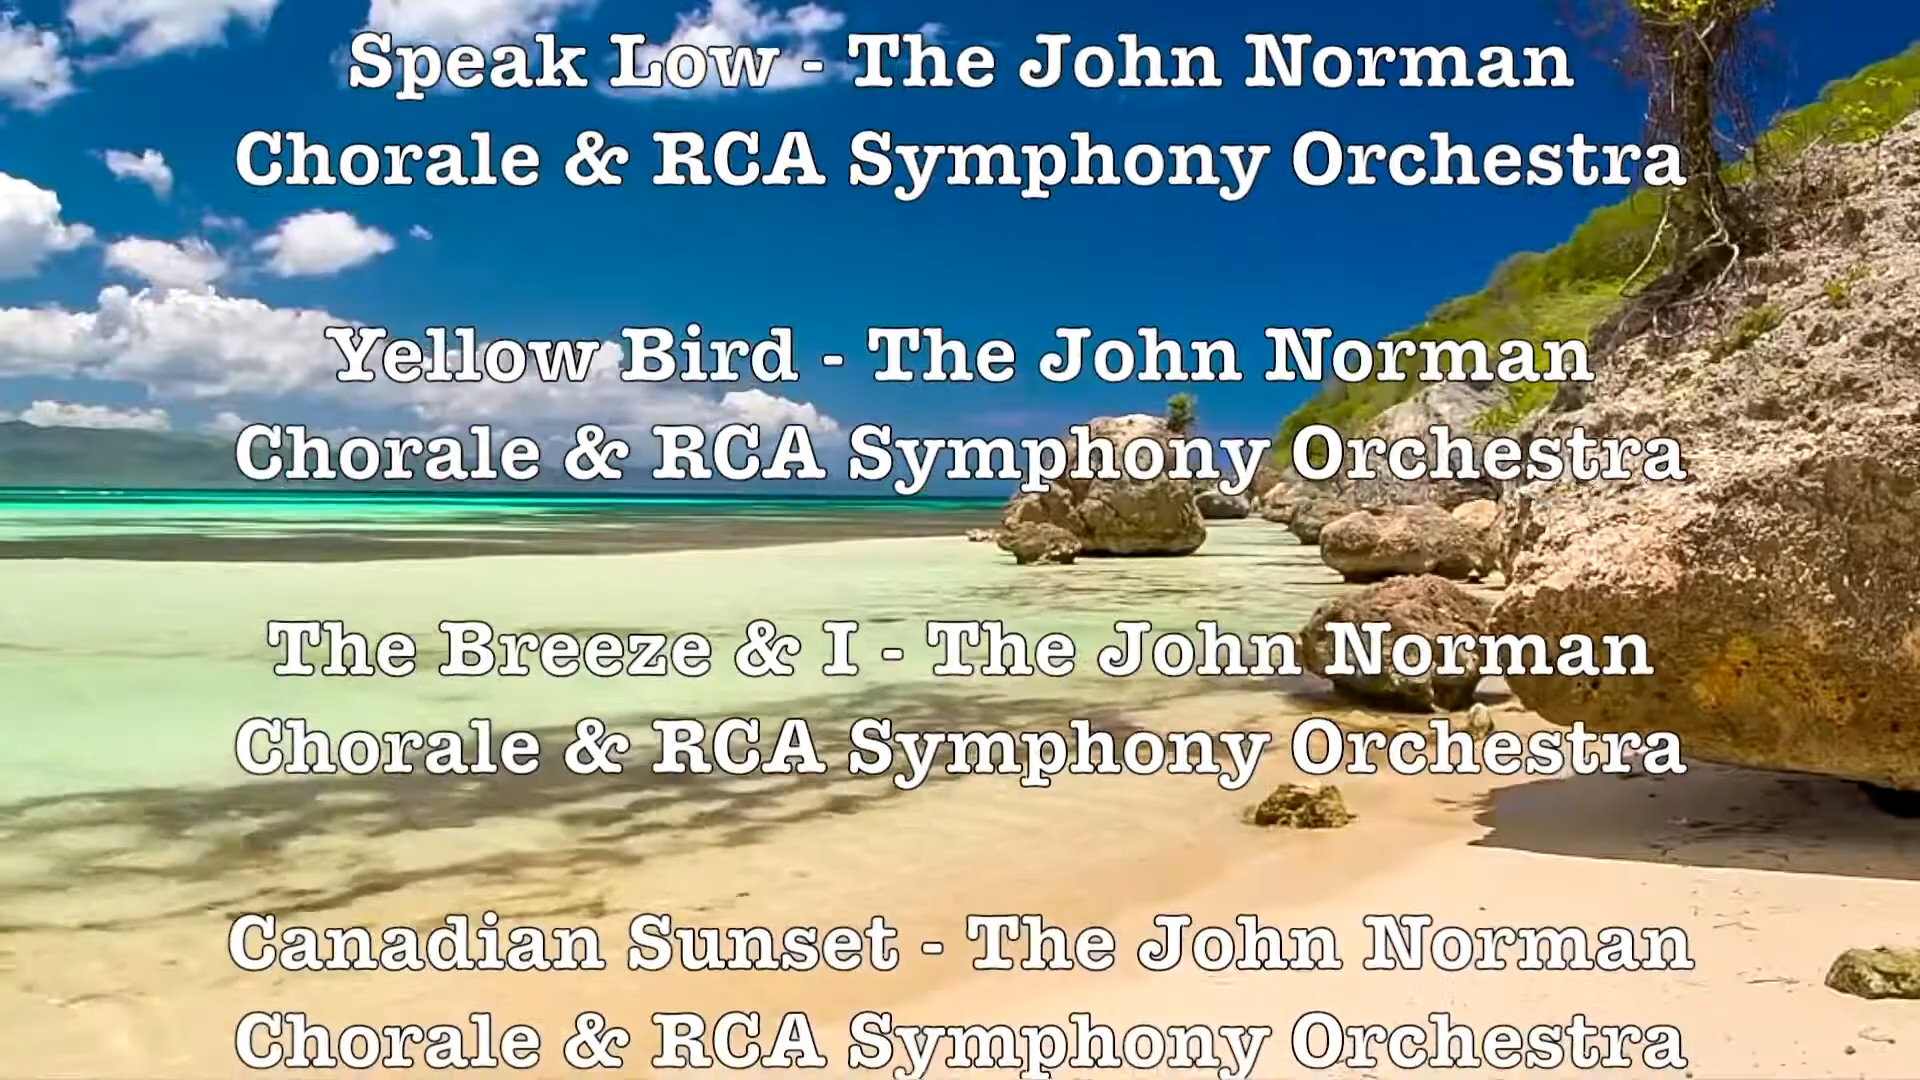 Speak Low - The John Norman
Chorale & RCA Symphony Orchestra
Yellow Bird - The John Norman
Chorale & RCA Symphony Orchestra
The Breeze & I - The John Norman
Chorale & RCA Symphony Orchestra
Canadian Sunset - The John Norman
Chorale & RCA Symphony Orchestra